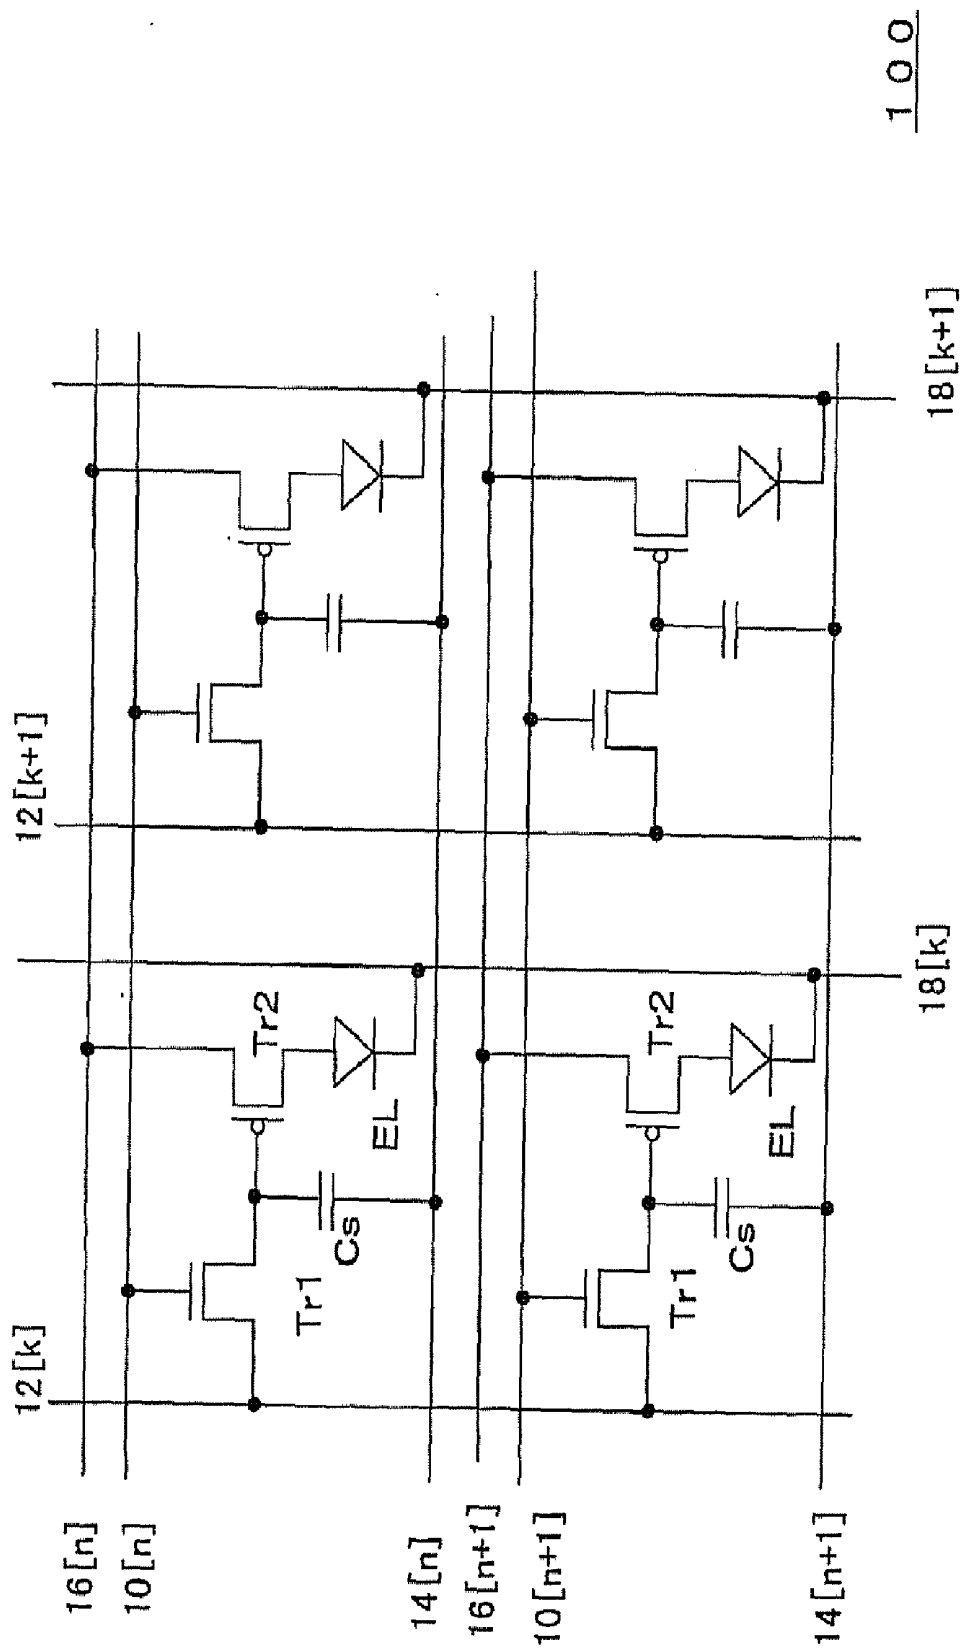 100
12[k]
12[k+1]
16[n]
10[n]
Tr1
Cs
Tr2
EL
14[n]
16[n+1]
10[n+1]
Tr1
Cs
Tr2
EL
14[n+1]
18[k]
18[k+1]